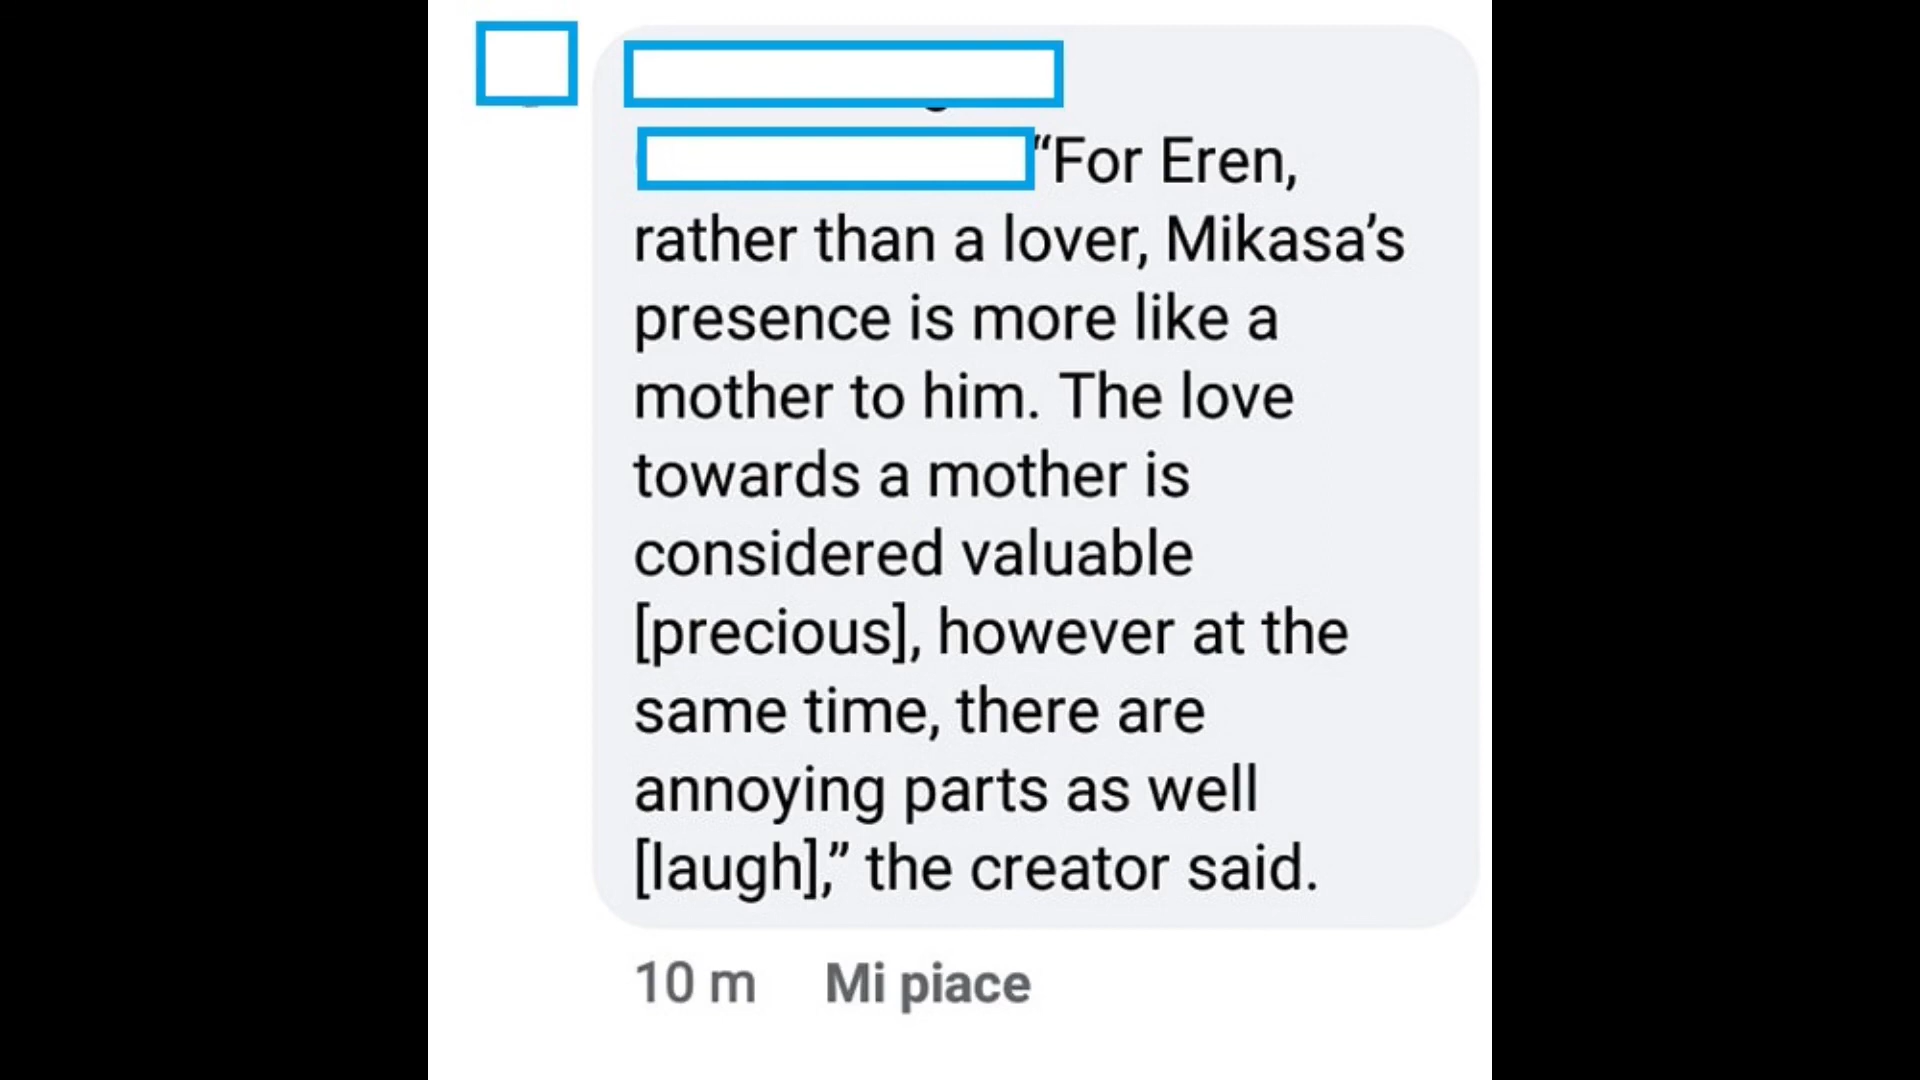 “For Eren,
rather than a lover, Mikasa’s
presence is more like a
mother to him. The love
towards a mother is
considered valuable
[precious], however at the
same time, there are
annoying parts as well
[laugh],” the creator said.
10 m Mi piace